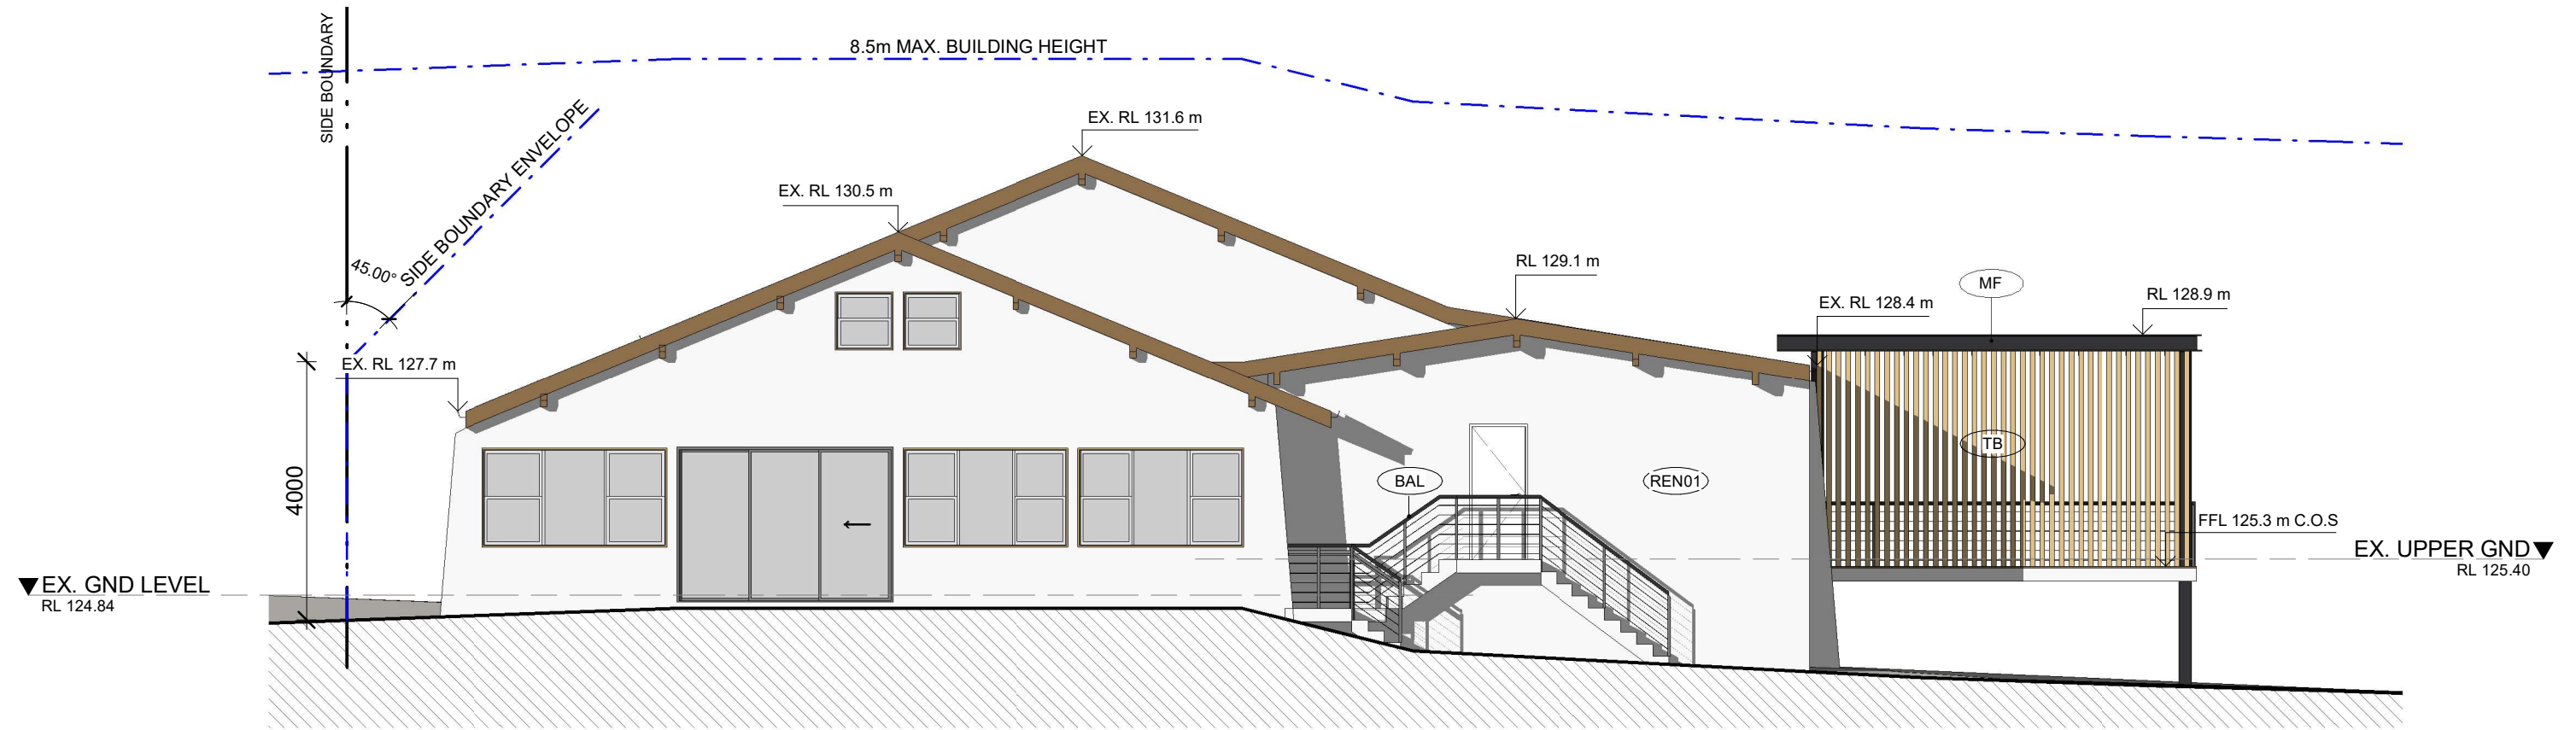 SIDE BOUNDARY
8.5m MAX. BUILDING HEIGHT
SIDE BOUNDARY ENVELOPE
EX. RL 131.6 m
EX. RL 130.5 m
45.00°
RL 129.1 m
MF
EX. RL 128.4 m
RL 128.9 m
EX. RL 127.7 m
TB
4000
BAL
REN01
FFL 125.3 m C.O.S
EX. UPPER GND
RL 125.40
EX. GND LEVEL
RL 124.84